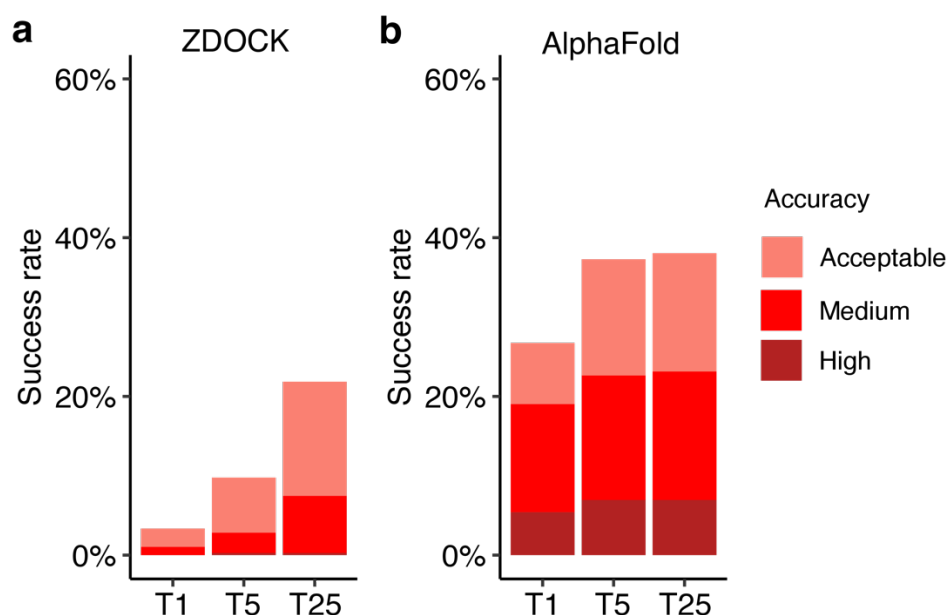 a
ZDOCK
60%
40%
20%
0%
Success rate
T1 T5 T25
b
AlphaFold
60%
40%
20%
0%
Success rate
T1 T5 T25
Accuracy
Acceptable
Medium
High